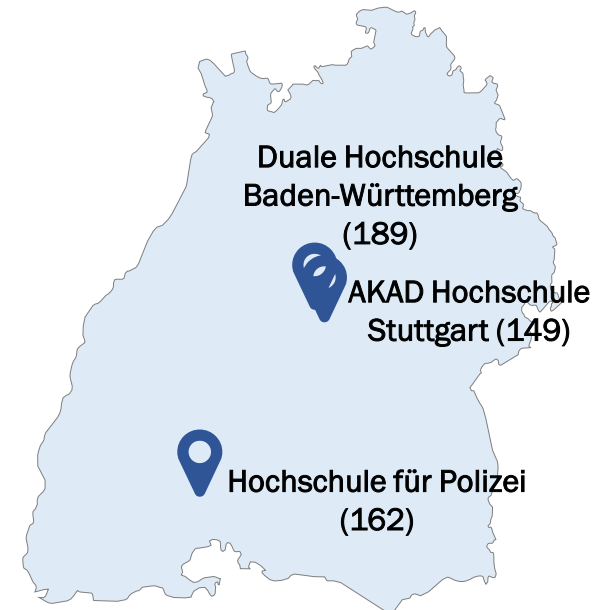 Duale Hochschule
Baden-Württemberg
(189)
AKAD Hochschule
Stuttgart (149)
Hochschule für Polizei
(162)